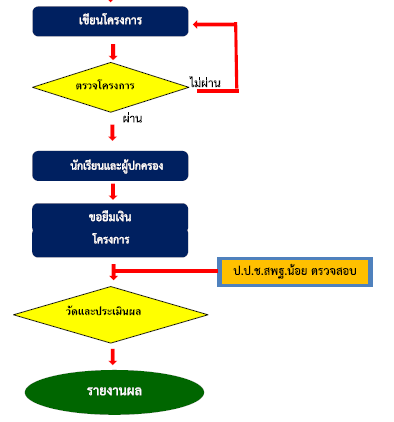 เขียนโครงการ
ตรวจโครงการ
ไม่ผ่าน
ผ่าน
นักเรียนและผู้ปกครอง
ขอยืมเงิน
โครงการ
ป.ป.ช.สพฐ.น้อย ตรวจสอบ
วัดและประเมินผล
รายงานผล